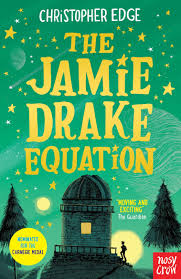 CHRISTOPHER EDGE
THE
JAMIE
DRAKE
EQUATION
'MOVING AND
EXCITING'
The Guardian
NOMINATED
FOR THE
CARNEGIE MEDAL
nosy
crow